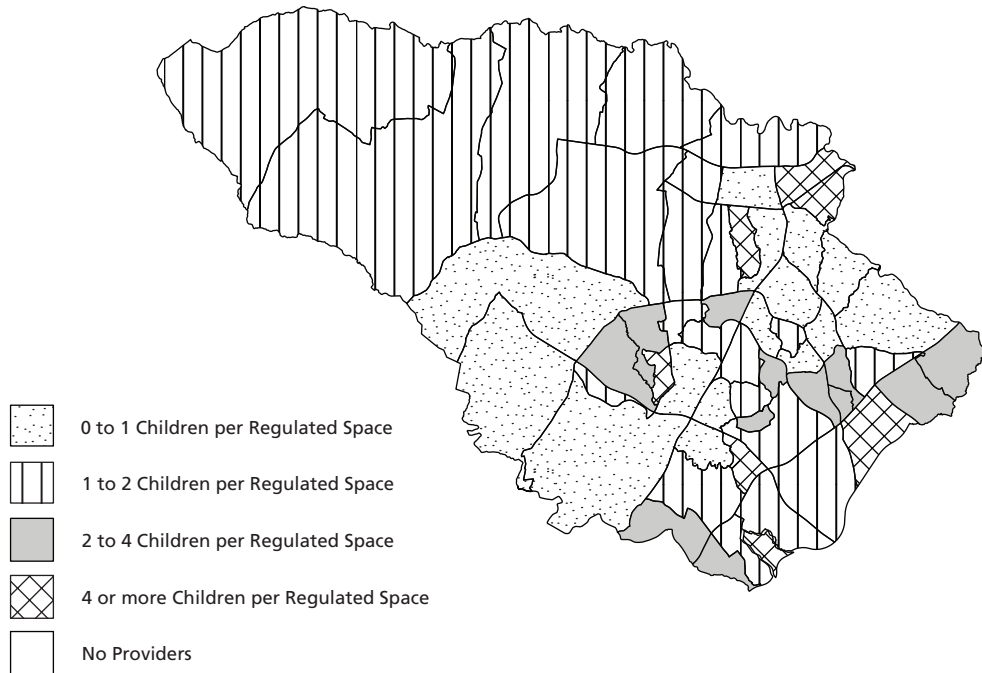 0 to 1 Children per Regulated Space
1 to 2 Children per Regulated Space
2 to 4 Children per Regulated Space
4 or more Children per Regulated Space
No Providers